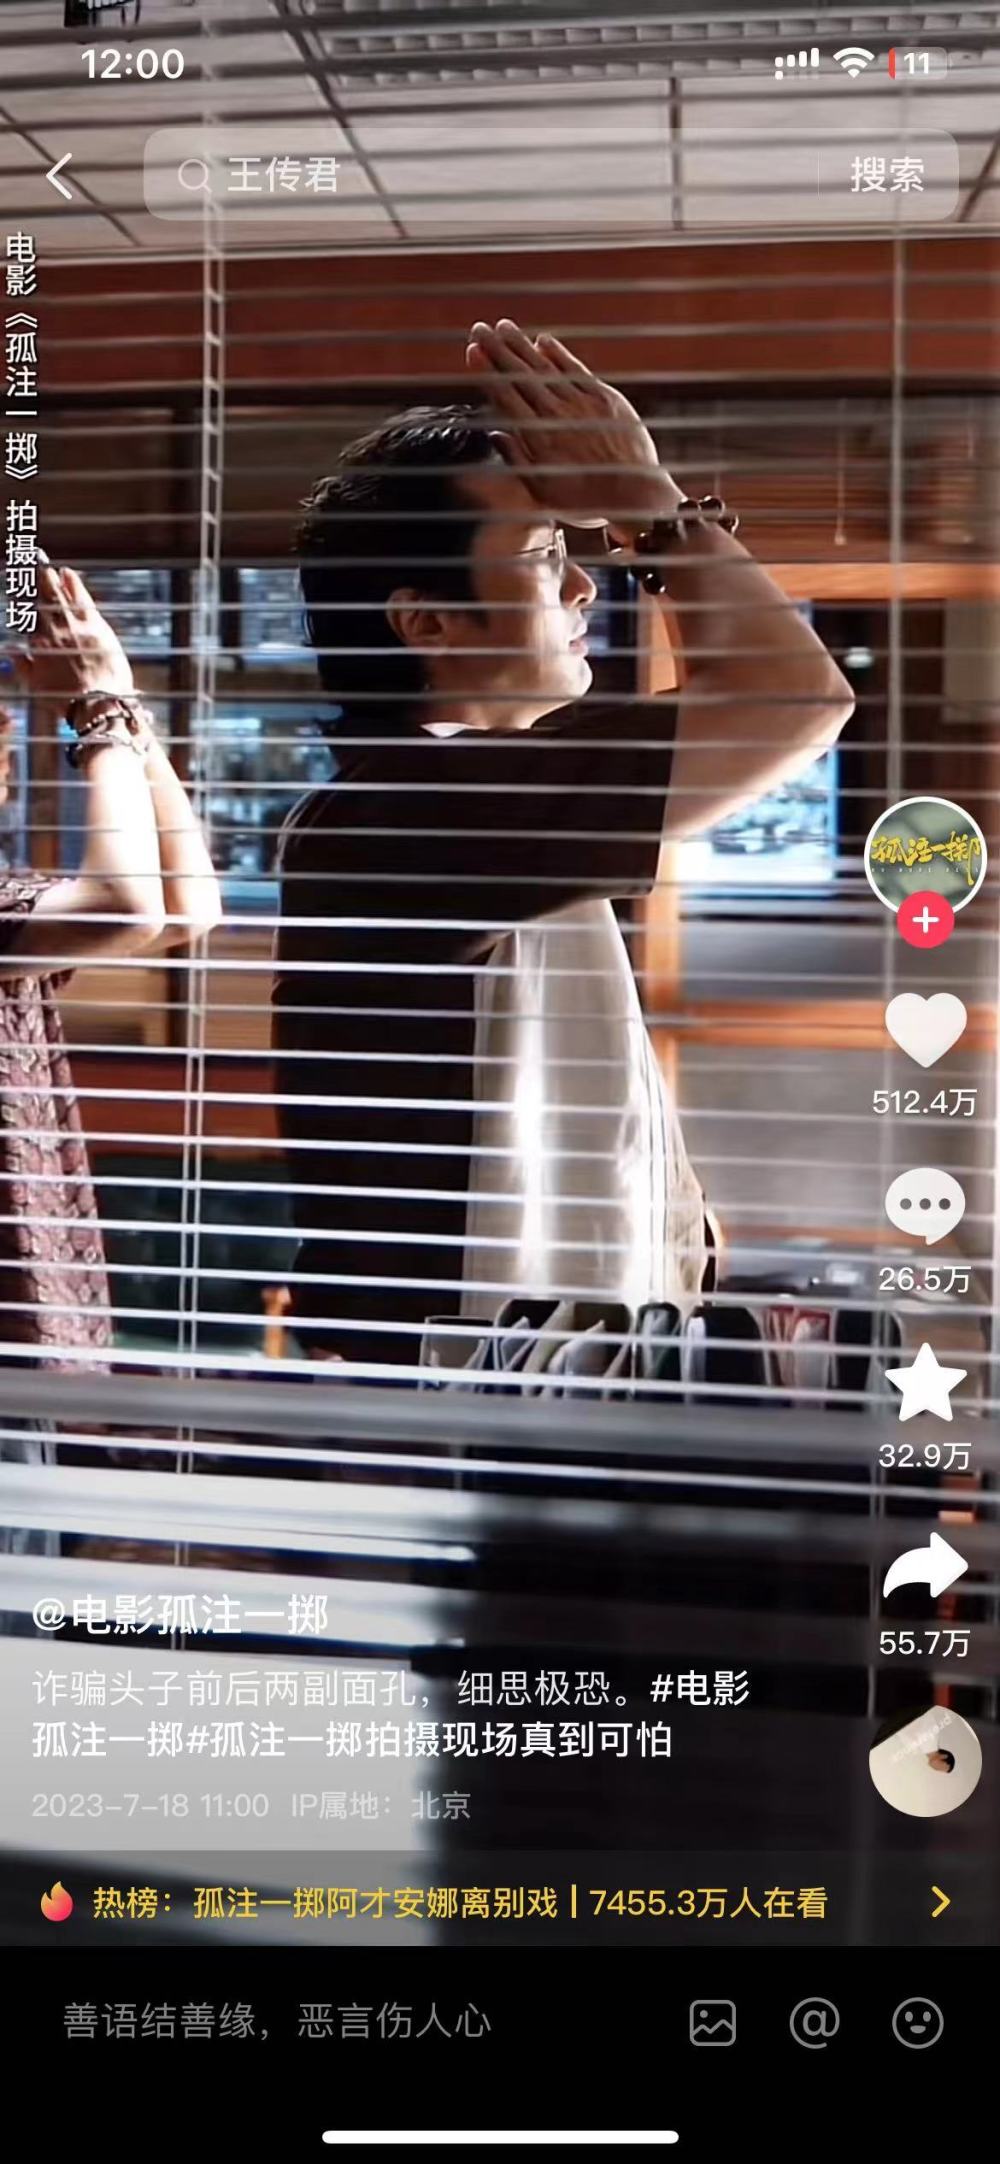 12:00
11
王传君
搜索
电影《孤注一掷》拍摄现场
孤注一掷
512.4万
26.5万
32.9万
55.7万
@电影孤注一掷
诈骗头子前后两副面孔，细思极恐。#电影
孤注一掷#孤注一掷拍摄现场真到可怕
2023-7-18 11:00 IP属地：北京
热榜：孤注一掷阿才安娜离别戏 | 7455.3万人在看
善语结善缘，恶言伤人心